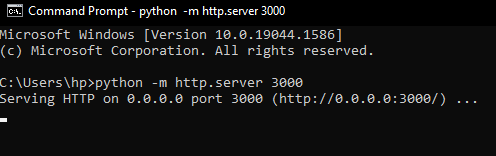 Command Prompt - python -m http.server 3000
Microsoft Windows [Version 10.0.19044.1586]
(c) Microsoft Corporation. All rights reserved.
C:\Users\hp>python -m http.server 3000
Serving HTTP on 0.0.0.0 port 3000 (http://0.0.0.0:3000/) ...